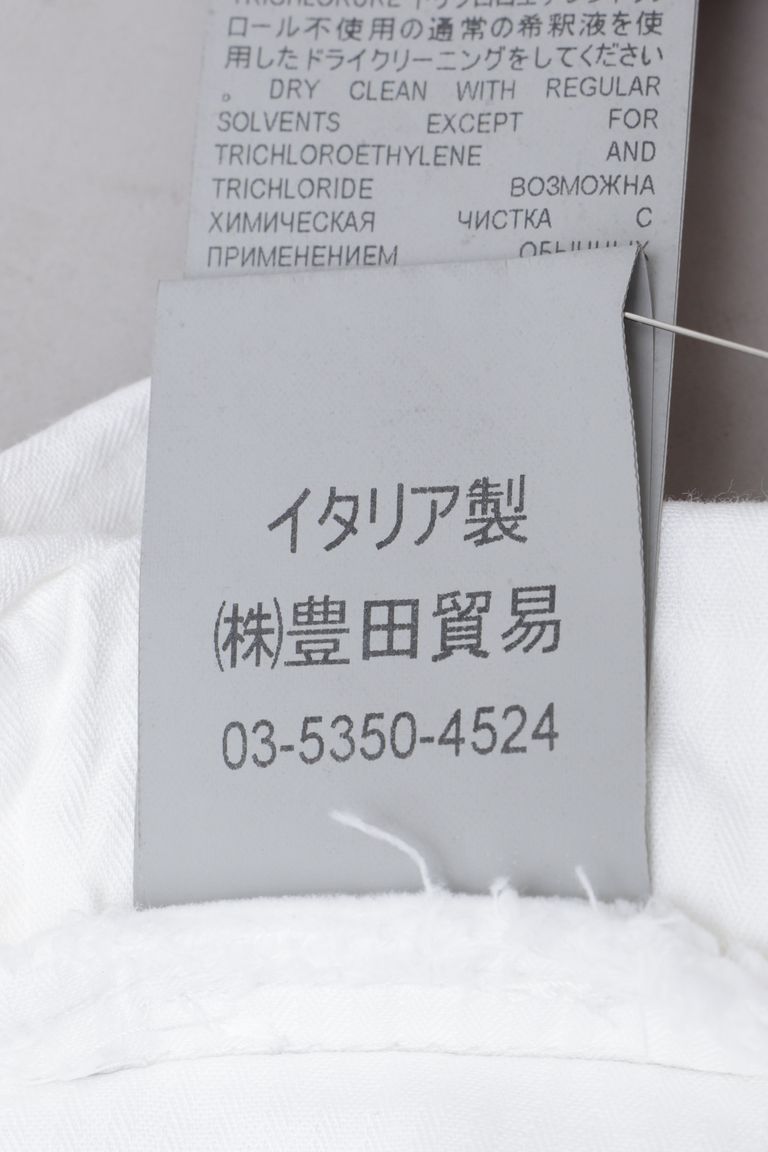 ロール不使用の通常の希釈液を使
用したドライクリーニングをしてください
。 DRY CLEAN WITH REGULAR
SOLVENTS EXCEPT FOR
TRICHLOROETHYLENE AND
TRICHLORIDE ВОЗМОЖНА
ХИМИЧЕСКАЯ ЧИСТКА С
ПРИМЕНЕНИЕМ ОБЫЧНЫХ
イタリア製
㈱豊田貿易
03-5350-4524